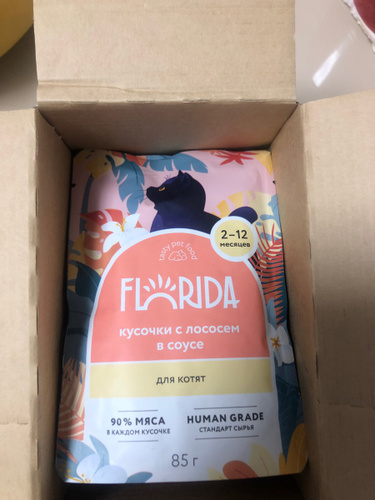 2–12
месяцев
tasty pet food
FLORIDA
кусочки с лососем
в соусе
для котят
90% МЯСА
В КАЖДОМ КУСОЧКЕ
HUMAN GRADE
СТАНДАРТ СЫРЬЯ
85 г